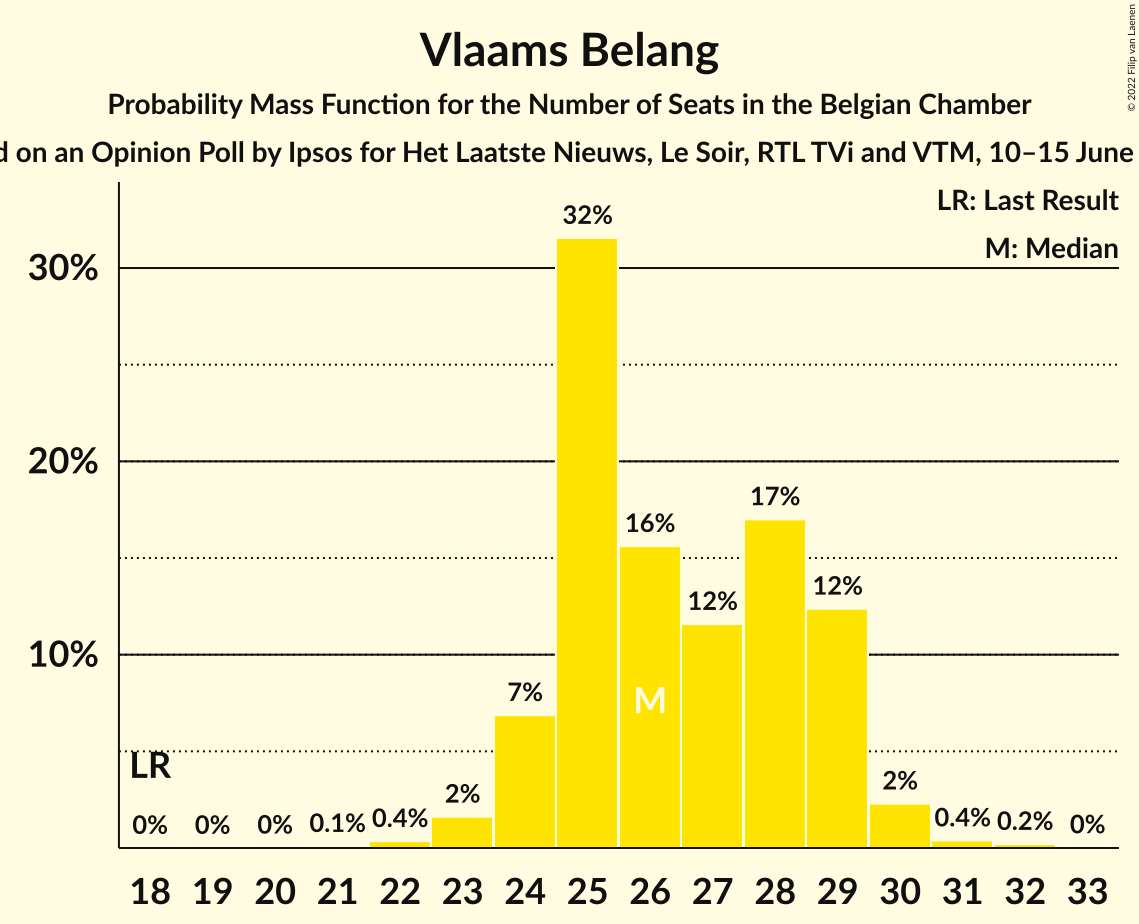 Vlaams Belang
Probability Mass Function for the Number of Seats in the Belgian Chamber
on an Opinion Poll by Ipsos for Het Laatste Nieuws, Le Soir, RTL TVi and VTM, 10–15 June
© 2022 Filip van Laenen
LR: Last Result
M: Median
30%
20%
10%
32%
16%
12%
17%
12%
7%
M
LR
0% 0% 0% 0.1% 0.4% 2% 2% 0.4% 0.2% 0%
18 19 20 21 22 23 24 25 26 27 28 29 30 31 32 33